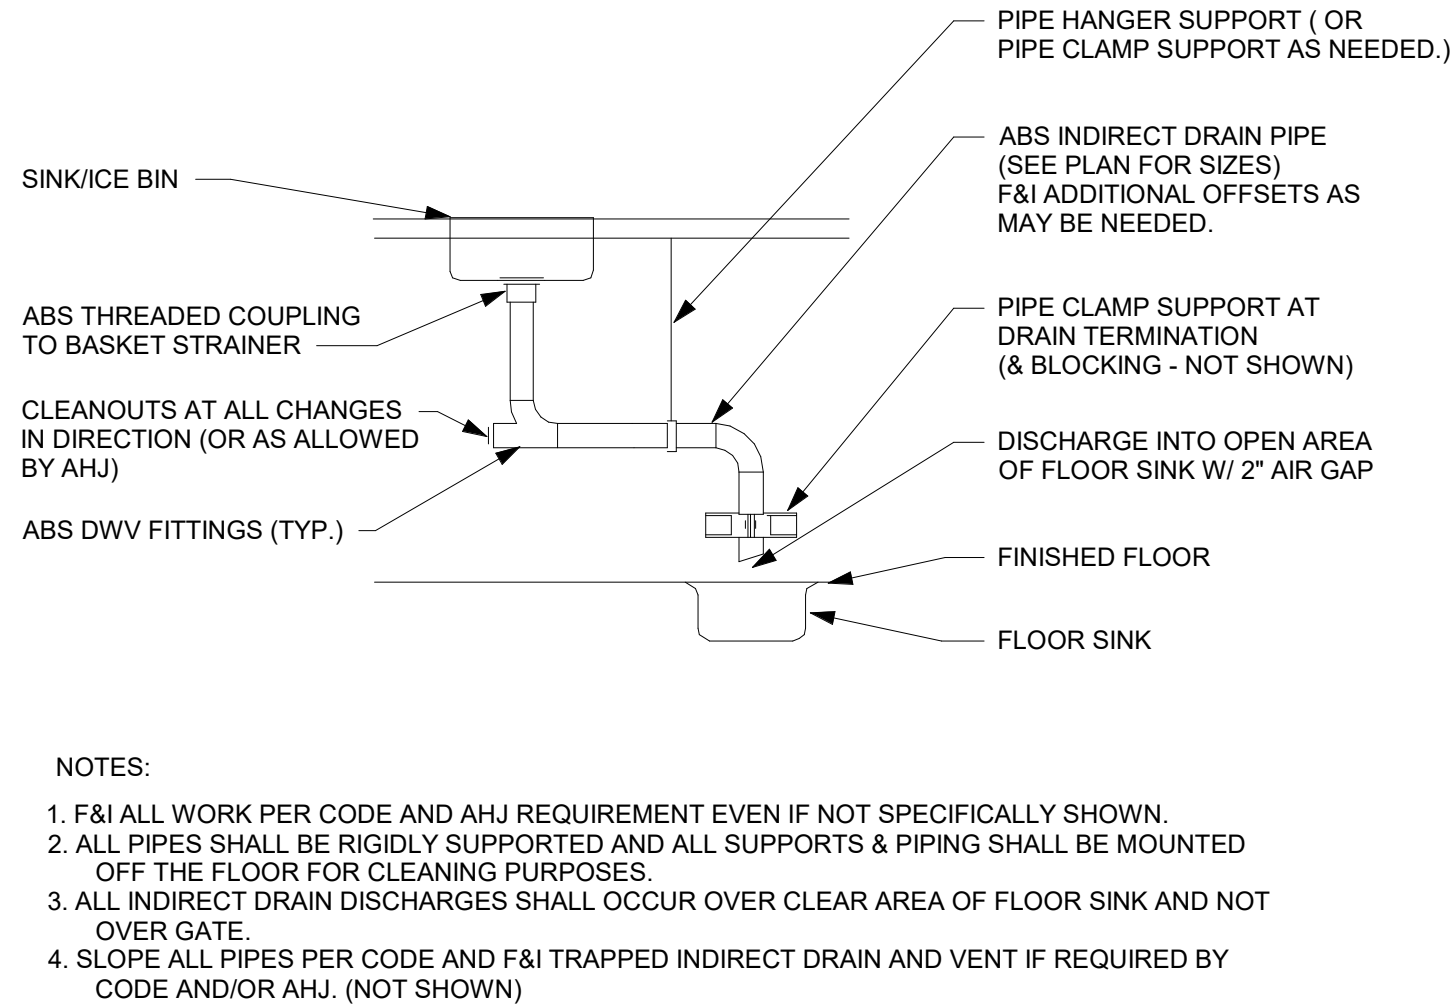 PIPE HANGER SUPPORT ( OR
PIPE CLAMP SUPPORT AS NEEDED.)
ABS INDIRECT DRAIN PIPE
(SEE PLAN FOR SIZES)
F&I ADDITIONAL OFFSETS AS
MAY BE NEEDED.
SINK/ICE BIN
ABS THREADED COUPLING
TO BASKET STRAINER
PIPE CLAMP SUPPORT AT
DRAIN TERMINATION
(& BLOCKING - NOT SHOWN)
CLEANOUTS AT ALL CHANGES
IN DIRECTION (OR AS ALLOWED
BY AHJ)
DISCHARGE INTO OPEN AREA
OF FLOOR SINK W/ 2" AIR GAP
ABS DWV FITTINGS (TYP.)
FINISHED FLOOR
FLOOR SINK
NOTES:
1. F&I ALL WORK PER CODE AND AHJ REQUIREMENT EVEN IF NOT SPECIFICALLY SHOWN.
2. ALL PIPES SHALL BE RIGIDLY SUPPORTED AND ALL SUPPORTS & PIPING SHALL BE MOUNTED
OFF THE FLOOR FOR CLEANING PURPOSES.
3. ALL INDIRECT DRAIN DISCHARGES SHALL OCCUR OVER CLEAR AREA OF FLOOR SINK AND NOT
OVER GATE.
4. SLOPE ALL PIPES PER CODE AND F&I TRAPPED INDIRECT DRAIN AND VENT IF REQUIRED BY
CODE AND/OR AHJ. (NOT SHOWN)